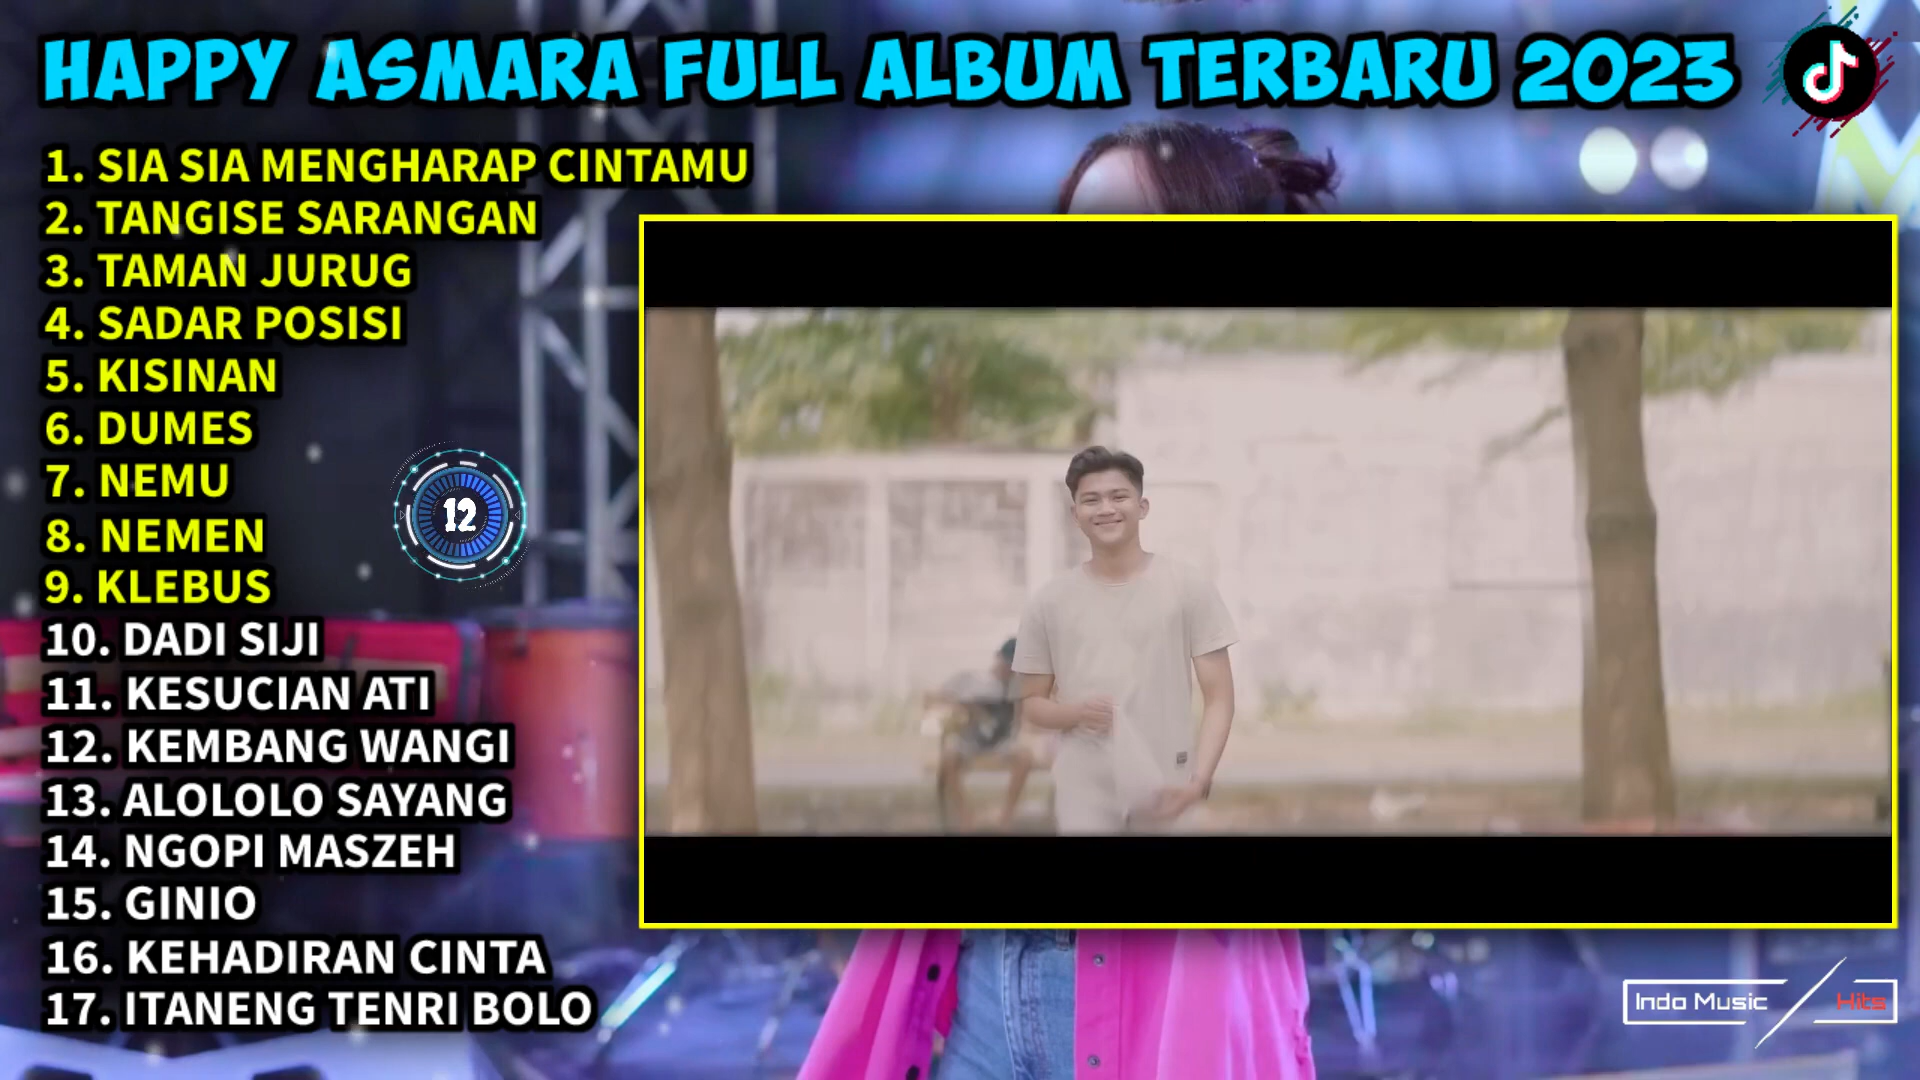 HAPPY ASMARA FULL ALBUM TERBARU 2023
1. SIA SIA MENGHARAP CINTAMU
2. TANGISE SARANGAN
3. TAMAN JURUG
4. SADAR POSISI
5. KISINAN
6. DUMES
7. NEMU
8. NEMEN
9. KLEBUS
10. DADI SIJI
11. KESUCIAN ATI
12. KEMBANG WANGI
13. ALOLOLO SAYANG
14. NGOPI MASZEH
15. GINIO
16. KEHADIRAN CINTA
17. ITANENG TENRI BOLO
12
Indo Music Hits